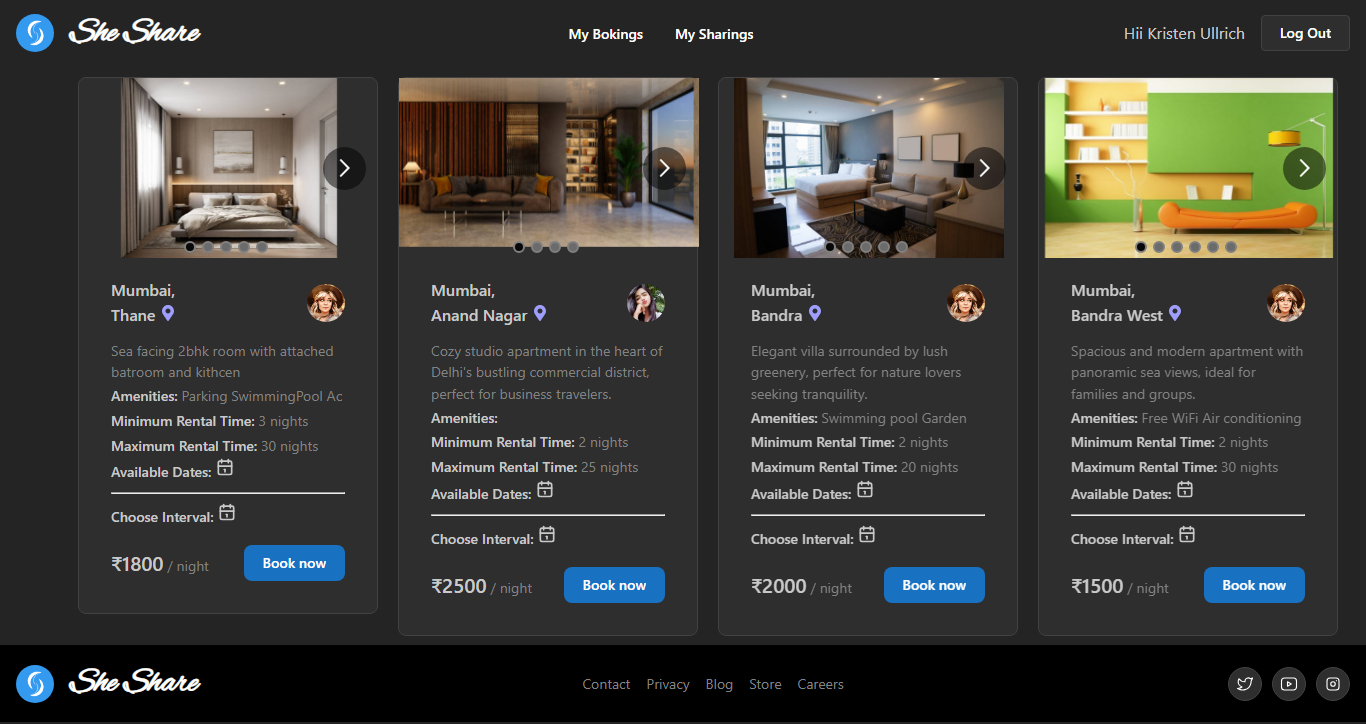 She Share
My Bokings
My Sharings
Hii Kristen Ullrich
Log Out
Mumbai,
Thane
Sea facing 2bhk room with attached
batroom and kithcen
Amenities: Parking SwimmingPool Ac
Minimum Rental Time: 3 nights
Maximum Rental Time: 30 nights
Available Dates:
Choose Interval:
₹1800 / night
Book now
Mumbai,
Anand Nagar
Cozy studio apartment in the heart of
Delhi's bustling commercial district,
perfect for business travelers.
Amenities:
Minimum Rental Time: 2 nights
Maximum Rental Time: 25 nights
Available Dates:
Choose Interval:
₹2500 / night
Book now
Mumbai,
Bandra
Elegant villa surrounded by lush
greenery, perfect for nature lovers
seeking tranquility.
Amenities: Swimming pool Garden
Minimum Rental Time: 2 nights
Maximum Rental Time: 20 nights
Available Dates:
Choose Interval:
₹2000 / night
Book now
Mumbai,
Bandra West
Spacious and modern apartment with
panoramic sea views, ideal for
families and groups.
Amenities: Free WiFi Air conditioning
Minimum Rental Time: 2 nights
Maximum Rental Time: 30 nights
Available Dates:
Choose Interval:
₹1500 / night
Book now
She Share
Contact
Privacy
Blog
Store
Careers